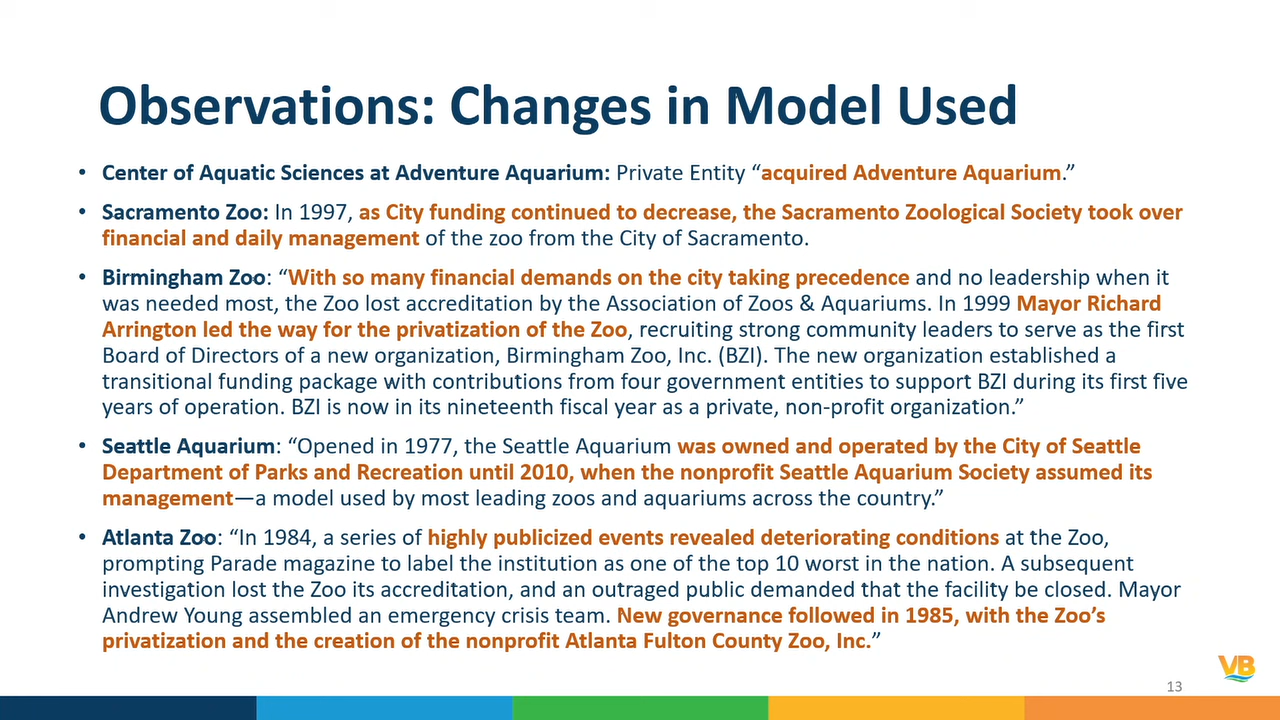 Observations: Changes in Model Used
• Center of Aquatic Sciences at Adventure Aquarium: Private Entity “acquired Adventure Aquarium.”
• Sacramento Zoo: In 1997, as City funding continued to decrease, the Sacramento Zoological Society took over
financial and daily management of the zoo from the City of Sacramento.
• Birmingham Zoo: “With so many financial demands on the city taking precedence and no leadership when it
was needed most, the Zoo lost accreditation by the Association of Zoos & Aquariums. In 1999 Mayor Richard
Arrington led the way for the privatization of the Zoo, recruiting strong community leaders to serve as the first
Board of Directors of a new organization, Birmingham Zoo, Inc. (BZI). The new organization established a
transitional funding package with contributions from four government entities to support BZI during its first five
years of operation. BZI is now in its nineteenth fiscal year as a private, non-profit organization.”
• Seattle Aquarium: “Opened in 1977, the Seattle Aquarium was owned and operated by the City of Seattle
Department of Parks and Recreation until 2010, when the nonprofit Seattle Aquarium Society assumed its
management—a model used by most leading zoos and aquariums across the country.”
• Atlanta Zoo: “In 1984, a series of highly publicized events revealed deteriorating conditions at the Zoo,
prompting Parade magazine to label the institution as one of the top 10 worst in the nation. A subsequent
investigation lost the Zoo its accreditation, and an outraged public demanded that the facility be closed. Mayor
Andrew Young assembled an emergency crisis team. New governance followed in 1985, with the Zoo’s
privatization and the creation of the nonprofit Atlanta Fulton County Zoo, Inc.”
VB
13